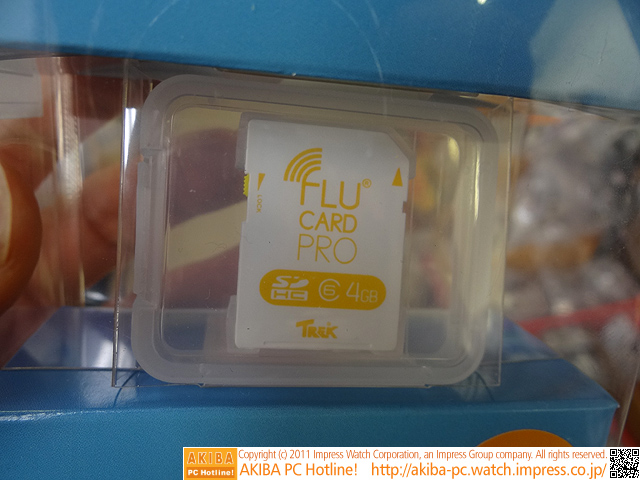 FLU®
CARD
PRO
LOCK
SD HC 6 4GB
TREK
AKIBA PC Hotline!
Copyright (c) 2011 Impress Watch Corporation, an Impress Group company. All rights reserved.
AKIBA PC Hotline! http://akiba-pc.watch.impress.co.jp/